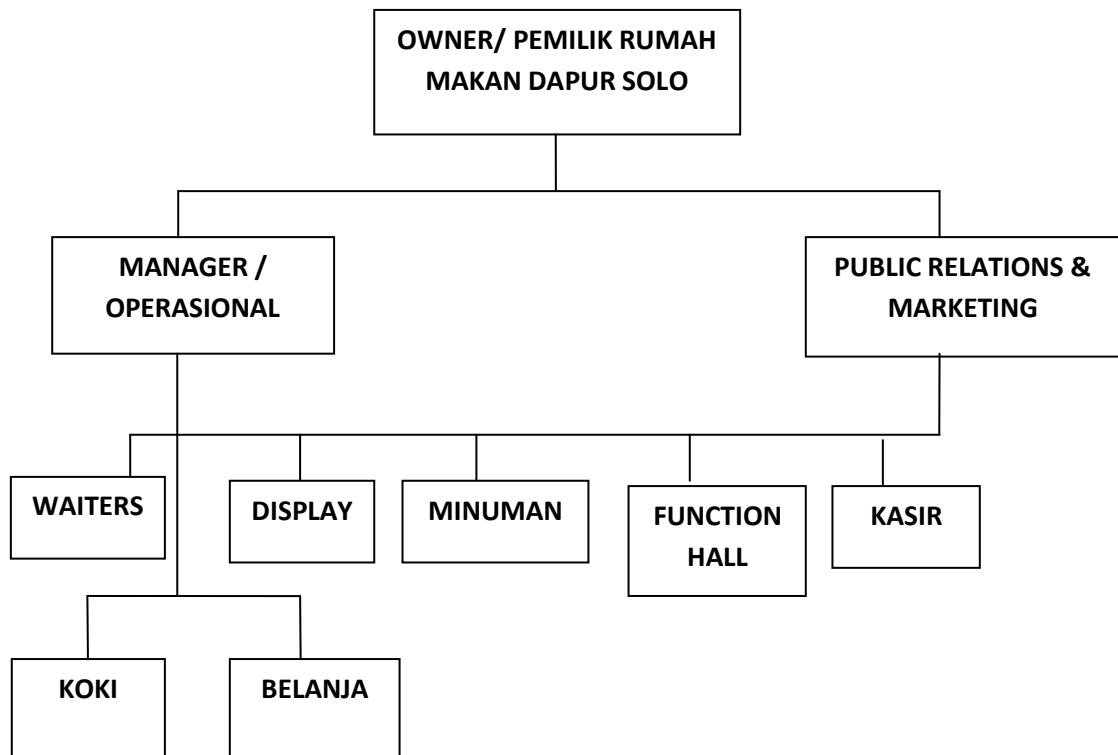 OWNER/ PEMILIK RUMAH
MAKAN DAPUR SOLO
MANAGER /
OPERASIONAL
PUBLIC RELATIONS &
MARKETING
WAITERS
DISPLAY
MINUMAN
FUNCTION
HALL
KASIR
KOKI
BELANJA